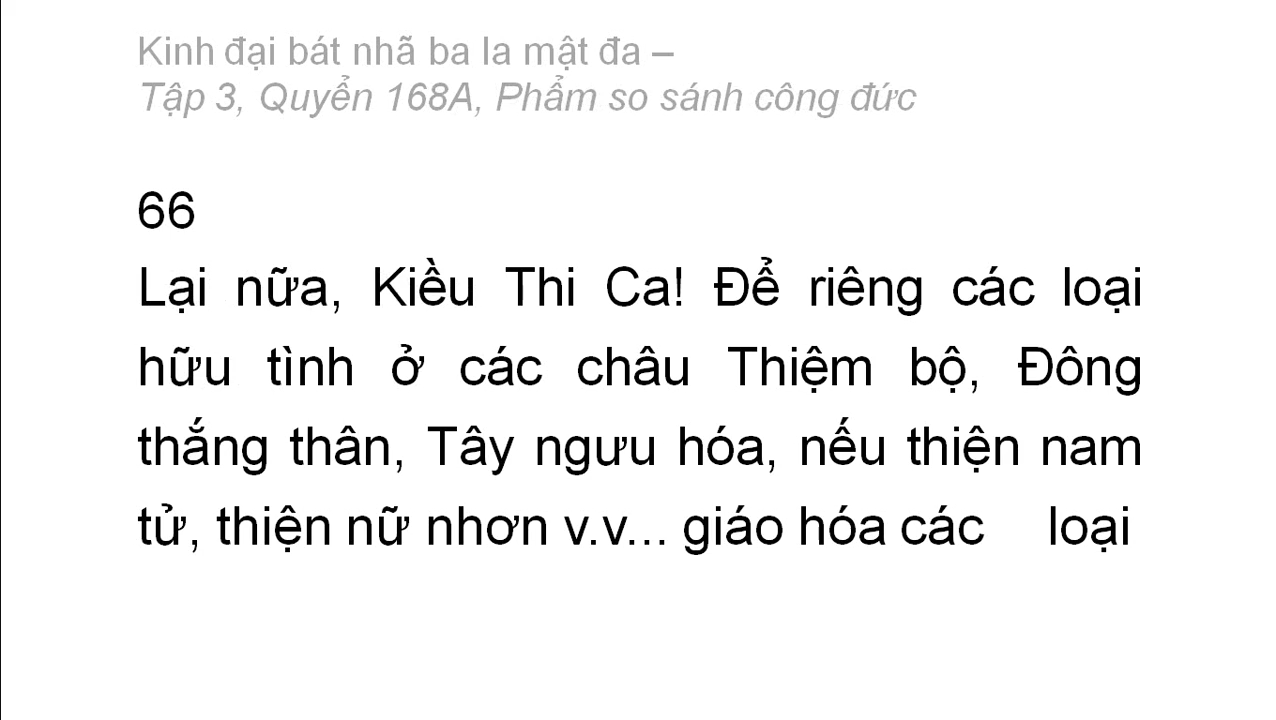 Kinh đại bát nhã ba la mật đa –
Tập 3, Quyển 168A, Phẩm so sánh công đức
66
Lại nữa, Kiều Thi Ca! Để riêng các loại
hữu tình ở các châu Thiệm bộ, Đông
thắng thân, Tây ngưu hóa, nếu thiện nam
tử, thiện nữ nhơn v.v... giáo hóa các loại